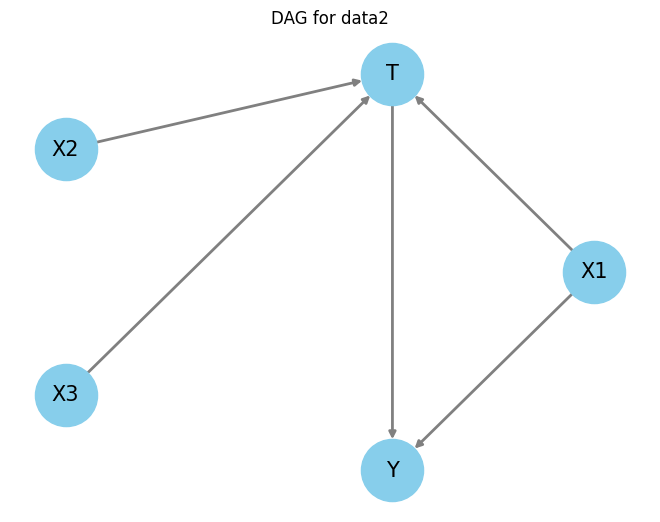 DAG for data2
T
X2
X1
X3
Y